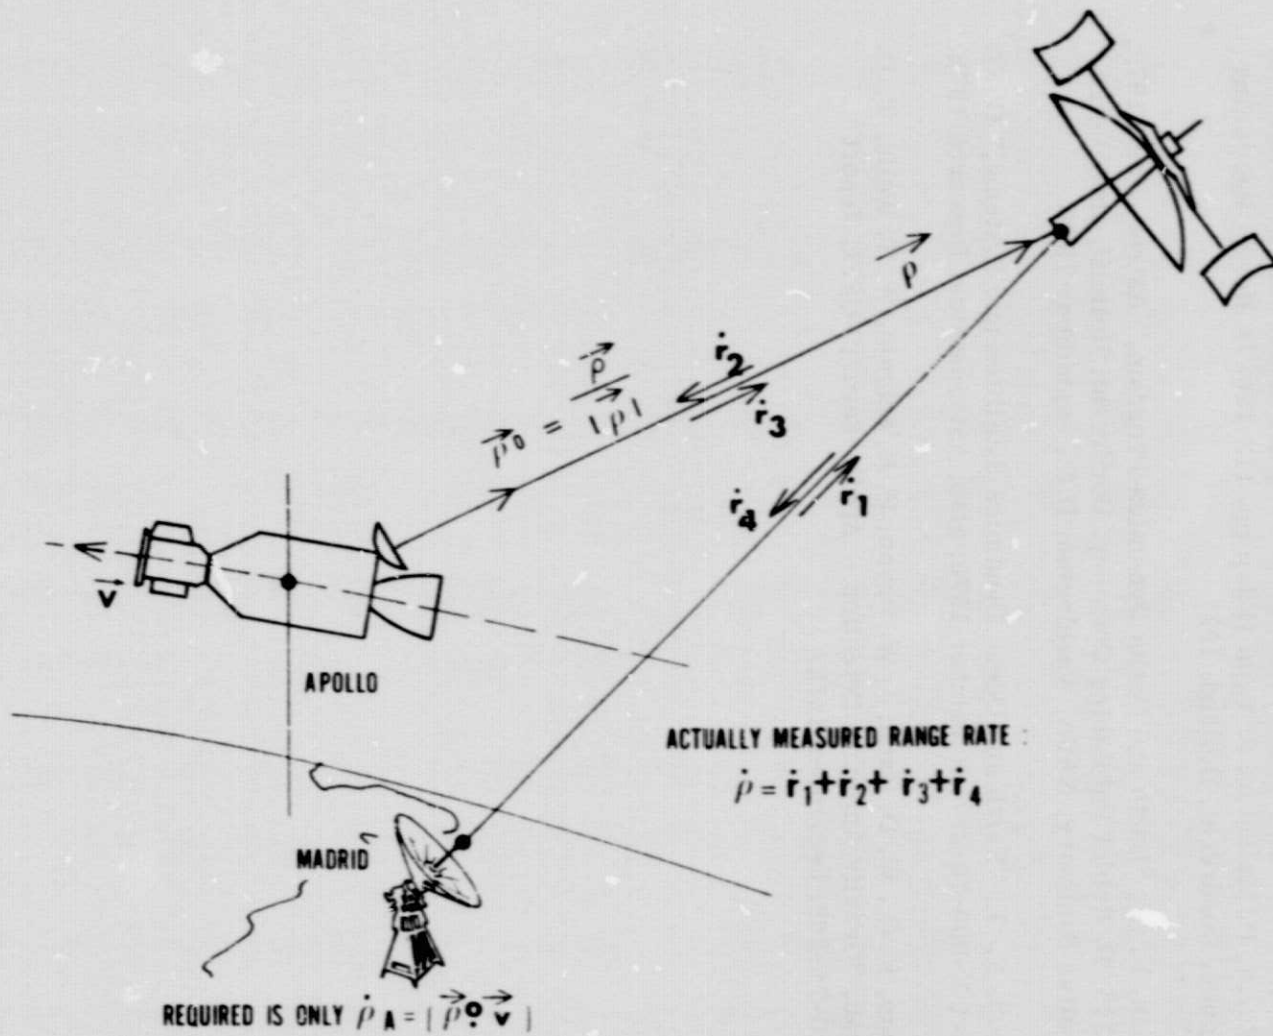 ρ⃗
ṙ₂
ρ⃗⁰ = ρ⃗ / |ρ⃗|
ṙ₃
ṙ₄
ṙ₁
v⃗
APOLLO
ACTUALLY MEASURED RANGE RATE :
ρ̇ = ṙ₁+ṙ₂+ ṙ₃+ṙ₄
MADRID
REQUIRED IS ONLY ρ̇ A = | ρ⃗⁰ · v⃗ |